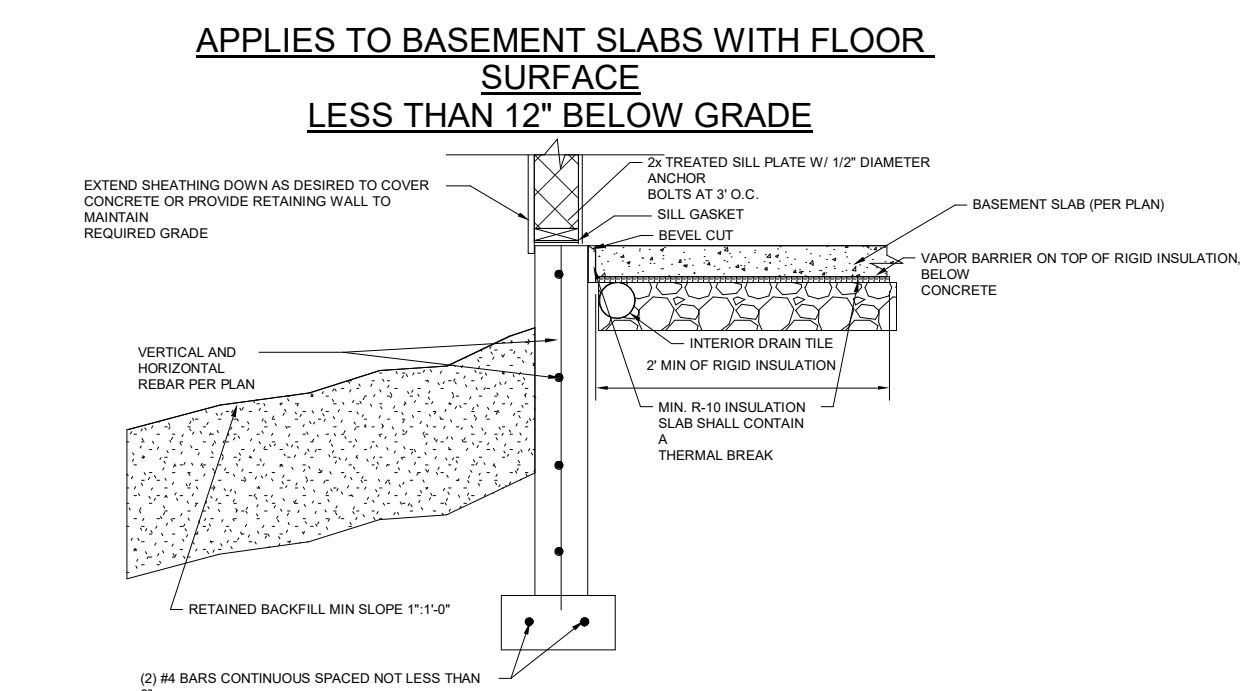 APPLIES TO BASEMENT SLABS WITH FLOOR
SURFACE
LESS THAN 12" BELOW GRADE
2x TREATED SILL PLATE W/ 1/2" DIAMETER
ANCHOR
BOLTS AT 3' O.C.
EXTEND SHEATHING DOWN AS DESIRED TO COVER
CONCRETE OR PROVIDE RETAINING WALL TO
MAINTAIN
REQUIRED GRADE
SILL GASKET
BEVEL CUT
BASEMENT SLAB (PER PLAN)
VAPOR BARRIER ON TOP OF RIGID INSULATION,
BELOW
CONCRETE
INTERIOR DRAIN TILE
2' MIN OF RIGID INSULATION
VERTICAL AND
HORIZONTAL
REBAR PER PLAN
MIN. R-10 INSULATION
SLAB SHALL CONTAIN
A
THERMAL BREAK
RETAINED BACKFILL MIN SLOPE 1":1'-0"
(2) #4 BARS CONTINUOUS SPACED NOT LESS THAN